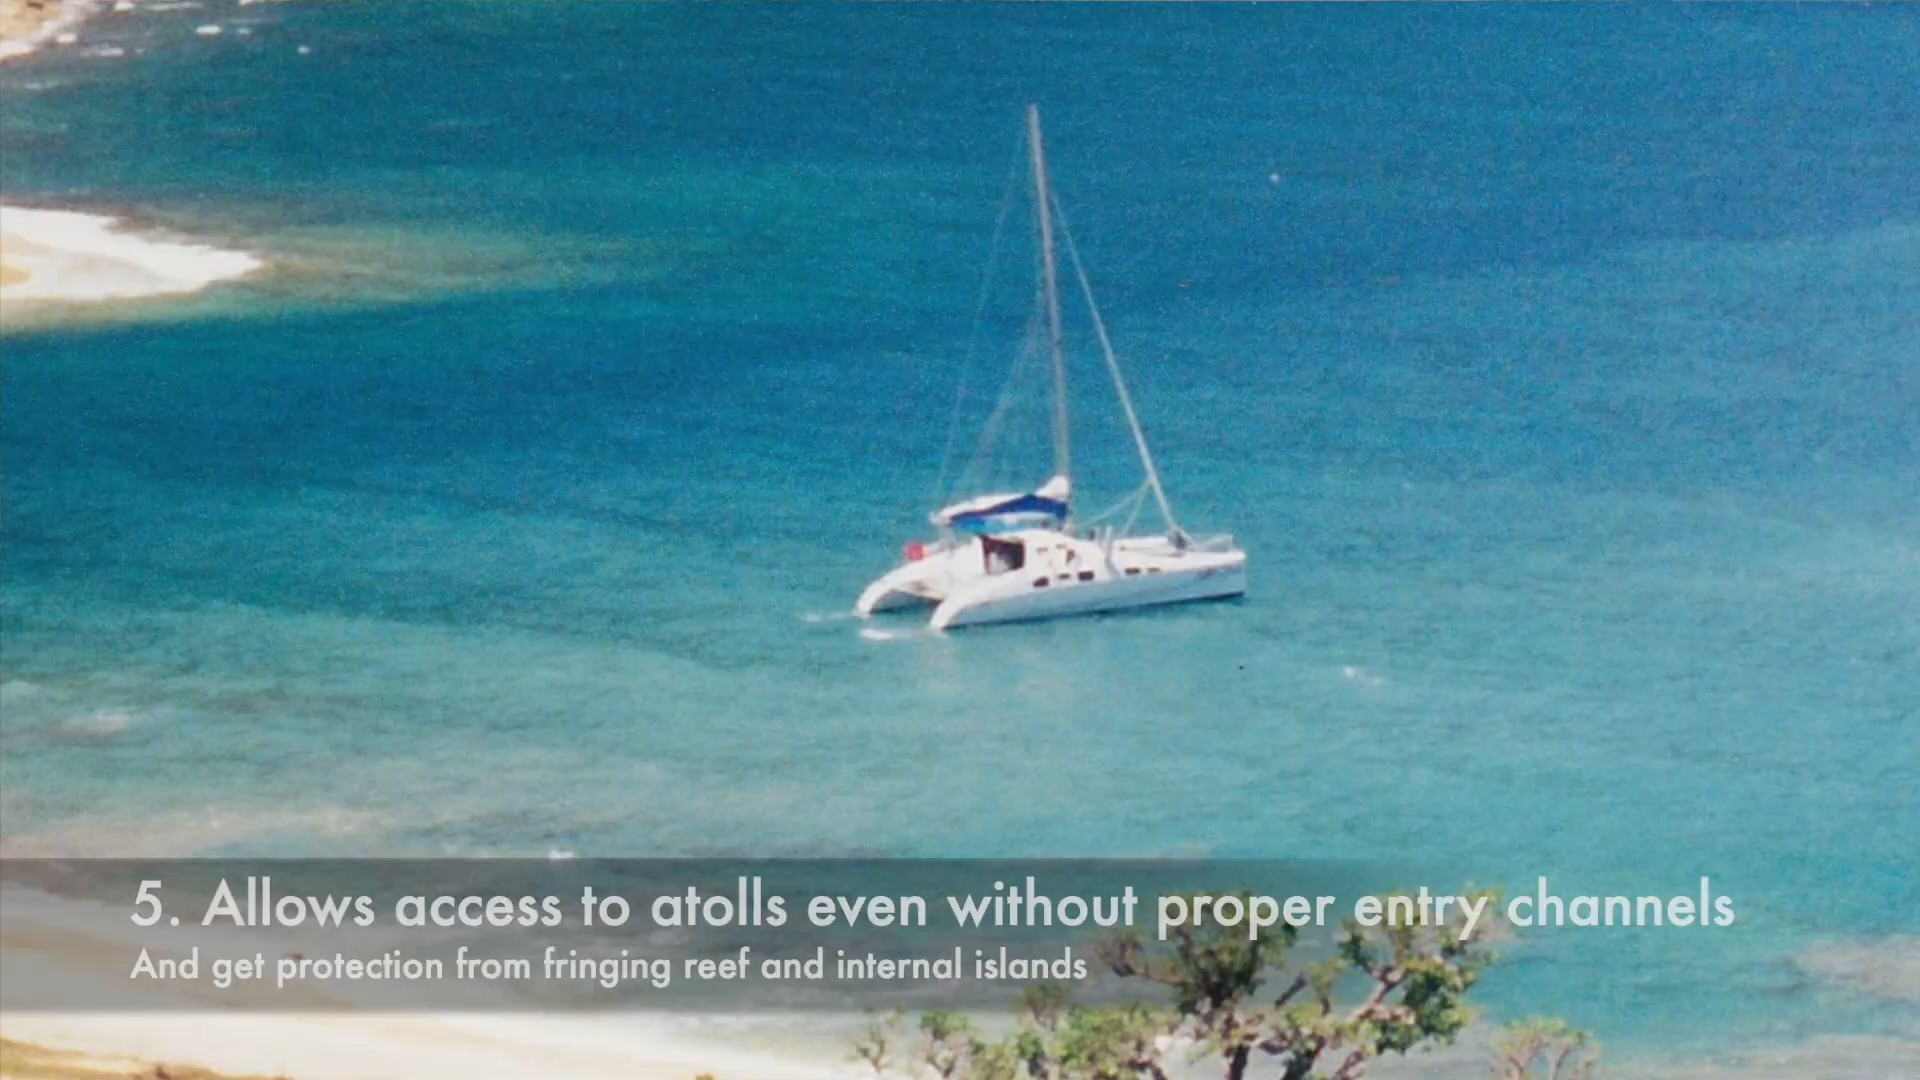 5. Allows access to atolls even without proper entry channels
And get protection from fringing reef and internal islands